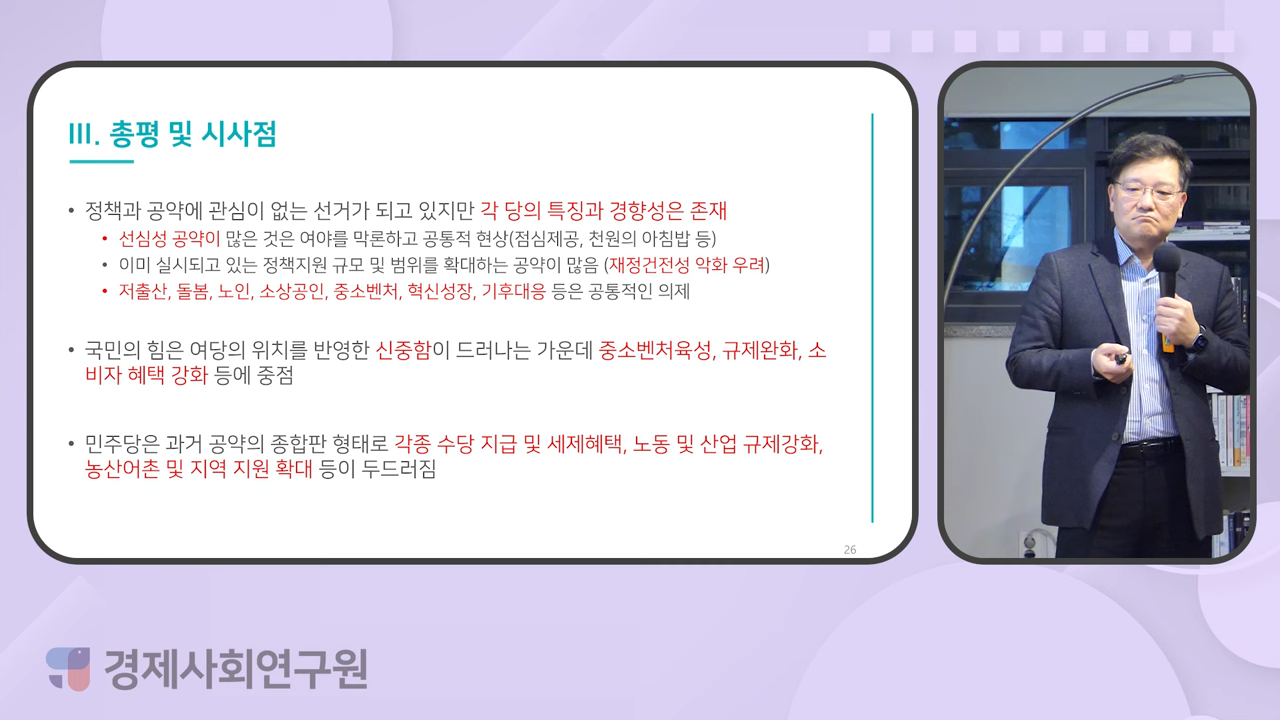 III. 총평 및 시사점
• 정책과 공약에 관심이 없는 선거가 되고 있지만 각 당의 특징과 경향성은 존재
• 선심성 공약이 많은 것은 여야를 막론하고 공통적 현상(점심제공, 천원의 아침밥 등)
• 이미 실시되고 있는 정책지원 규모 및 범위를 확대하는 공약이 많음 (재정건전성 악화 우려)
• 저출산, 돌봄, 노인, 소상공인, 중소벤처, 혁신성장, 기후대응 등은 공통적인 의제
• 국민의 힘은 여당의 위치를 반영한 신중함이 드러나는 가운데 중소벤처육성, 규제완화, 소
비자 혜택 강화 등에 중점
• 민주당은 과거 공약의 종합판 형태로 각종 수당 지급 및 세제혜택, 노동 및 산업 규제강화,
농산어촌 및 지역 지원 확대 등이 두드러짐
26
경제사회연구원